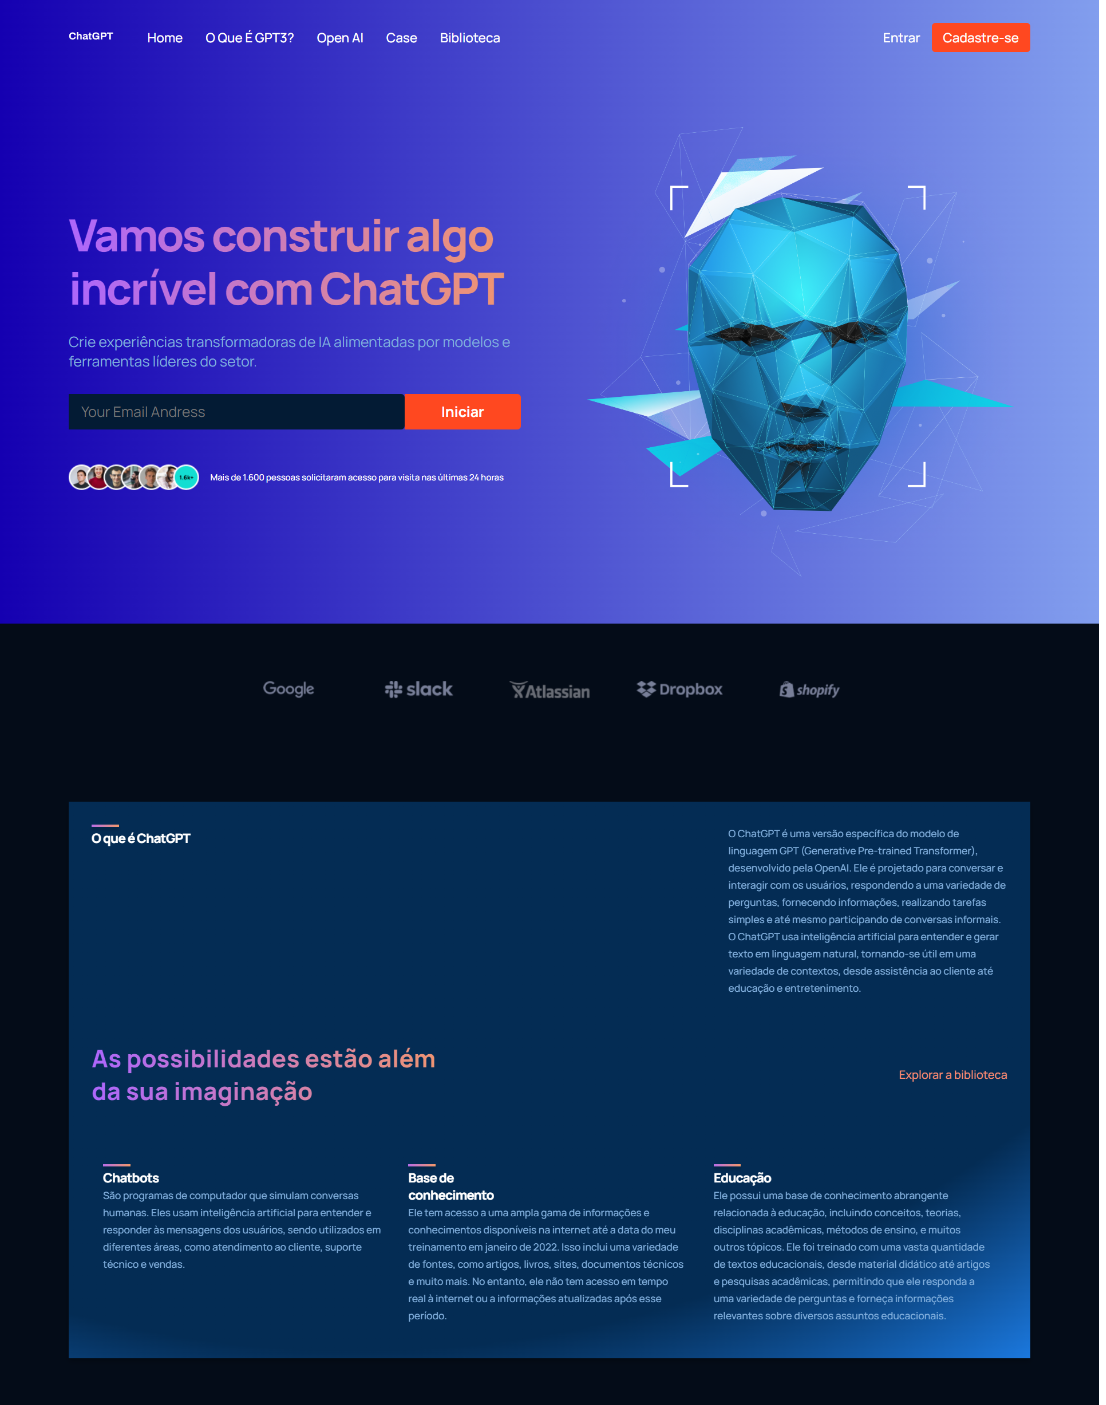 ChatGPT
Home
O Que É GPT3?
Open AI
Case
Biblioteca
Entrar
Cadastre-se
Vamos construir algo
incrível com ChatGPT
Crie experiências transformadoras de IA alimentadas por modelos e
ferramentas líderes do setor.
Your Email Andress
Iniciar
1.6k+
Mais de 1.600 pessoas solicitaram acesso para visita nas últimas 24 horas
Google
slack
Atlassian
Dropbox
shopify
O que é ChatGPT
O ChatGPT é uma versão específica do modelo de
linguagem GPT (Generative Pre-trained Transformer),
desenvolvido pela OpenAI. Ele é projetado para conversar e
interagir com os usuários, respondendo a uma variedade de
perguntas, fornecendo informações, realizando tarefas
simples e até mesmo participando de conversas informais.
O ChatGPT usa inteligência artificial para entender e gerar
texto em linguagem natural, tornando-se útil em uma
variedade de contextos, desde assistência ao cliente até
educação e entretenimento.
As possibilidades estão além
da sua imaginação
Explorar a biblioteca
Chatbots
São programas de computador que simulam conversas
humanas. Eles usam inteligência artificial para entender e
responder às mensagens dos usuários, sendo utilizados em
diferentes áreas, como atendimento ao cliente, suporte
técnico e vendas.
Base de
conhecimento
Ele tem acesso a uma ampla gama de informações e
conhecimentos disponíveis na internet até a data do meu
treinamento em janeiro de 2022. Isso inclui uma variedade
de fontes, como artigos, livros, sites, documentos técnicos
e muito mais. No entanto, ele não tem acesso em tempo
real à internet ou a informações atualizadas após esse
período.
Educação
Ele possui uma base de conhecimento abrangente
relacionada à educação, incluindo conceitos, teorias,
disciplinas acadêmicas, métodos de ensino, e muitos
outros tópicos. Ele foi treinado com uma vasta quantidade
de textos educacionais, desde material didático até artigos
e pesquisas acadêmicas, permitindo que ele responda a
uma variedade de perguntas e forneça informações
relevantes sobre diversos assuntos educacionais.